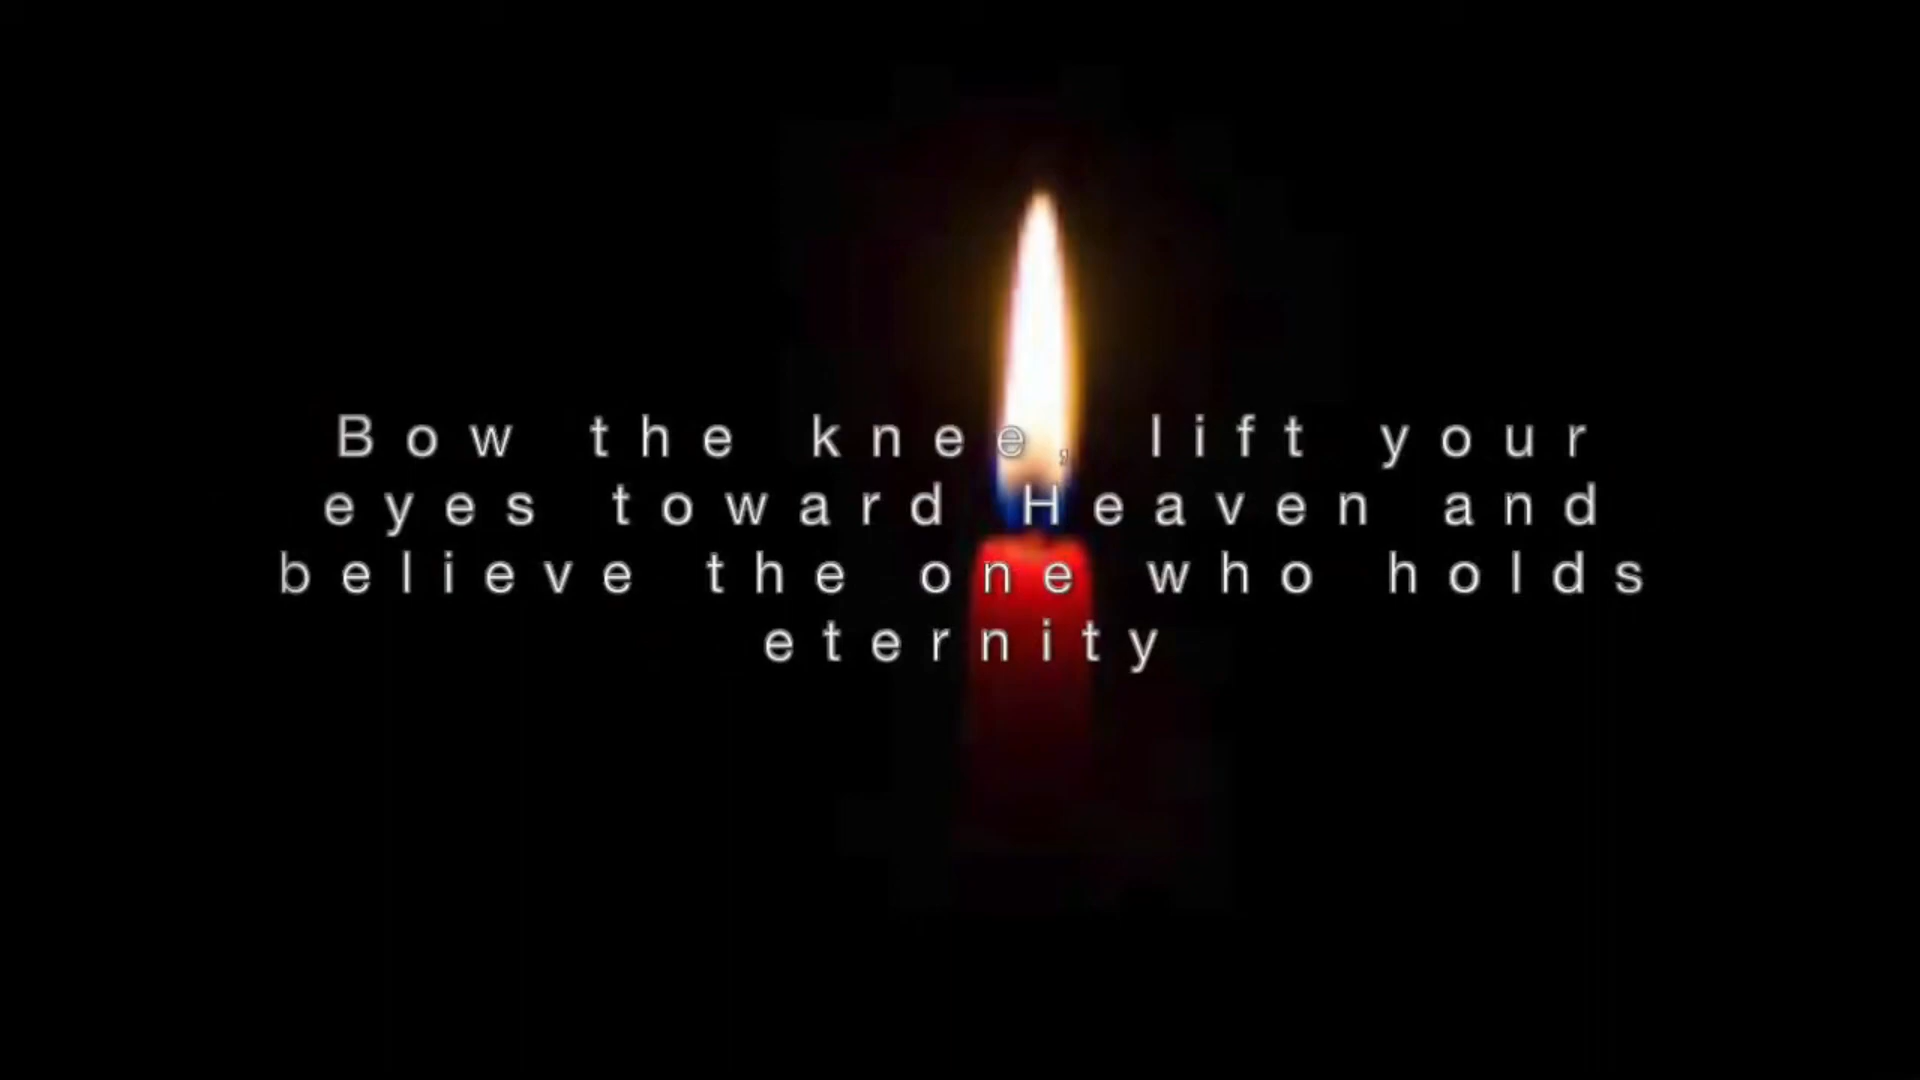 Bow the knee, lift your
eyes toward Heaven and
believe the one who holds
eternity